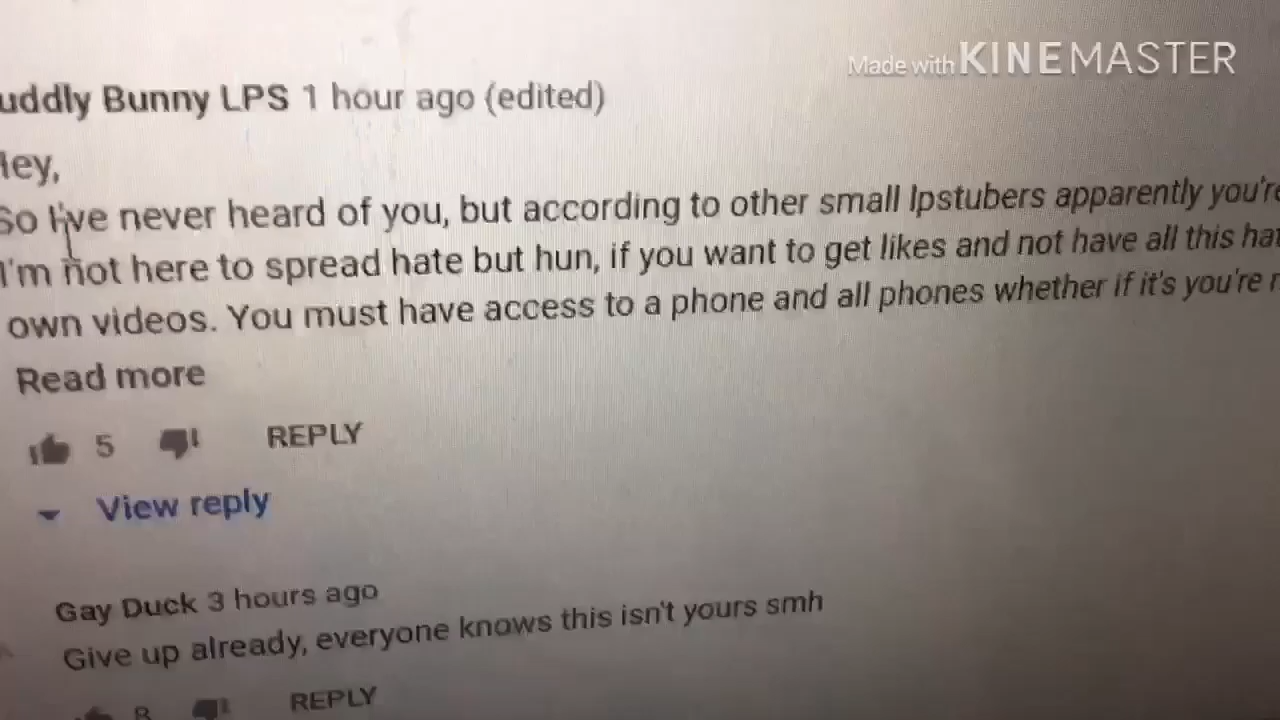 Made with KINEMASTER
uddly Bunny LPS 1 hour ago (edited)
Hey,
So I've never heard of you, but according to other small lpstubers apparently you're
I'm not here to spread hate but hun, if you want to get likes and not have all this hat
own videos. You must have access to a phone and all phones whether if it's you're r
Read more
5 REPLY
View reply
Gay Duck 3 hours ago
Give up already, everyone knows this isn't yours smh
REPLY